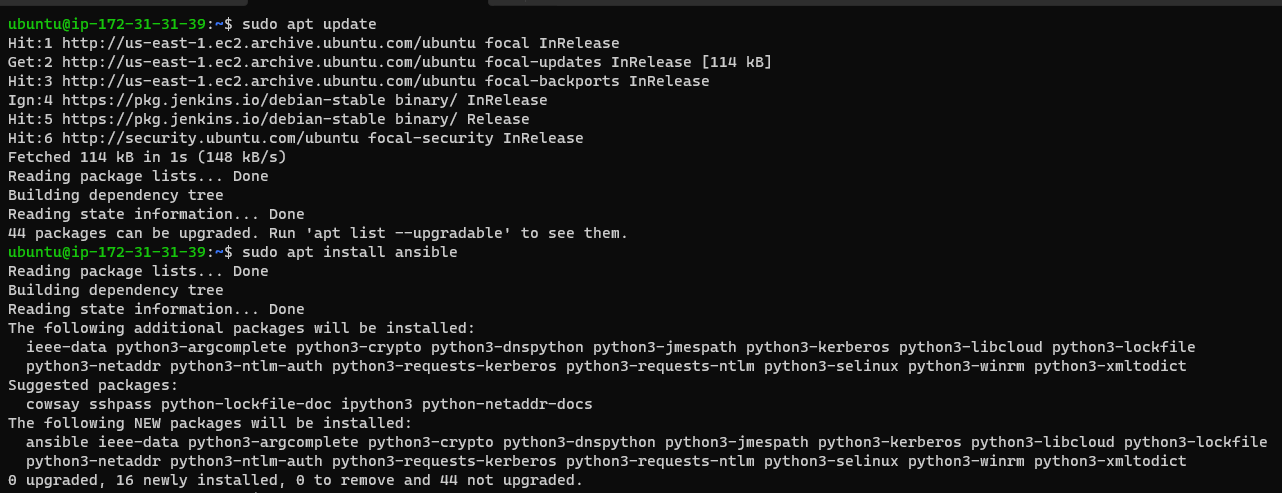 ubuntu@ip-172-31-31-39:~$ sudo apt update
Hit:1 http://us-east-1.ec2.archive.ubuntu.com/ubuntu focal InRelease
Get:2 http://us-east-1.ec2.archive.ubuntu.com/ubuntu focal-updates InRelease [114 kB]
Hit:3 http://us-east-1.ec2.archive.ubuntu.com/ubuntu focal-backports InRelease
Ign:4 https://pkg.jenkins.io/debian-stable binary/ InRelease
Hit:5 https://pkg.jenkins.io/debian-stable binary/ Release
Hit:6 http://security.ubuntu.com/ubuntu focal-security InRelease
Fetched 114 kB in 1s (148 kB/s)
Reading package lists... Done
Building dependency tree
Reading state information... Done
44 packages can be upgraded. Run 'apt list --upgradable' to see them.
ubuntu@ip-172-31-31-39:~$ sudo apt install ansible
Reading package lists... Done
Building dependency tree
Reading state information... Done
The following additional packages will be installed:
  ieee-data python3-argcomplete python3-crypto python3-dnspython python3-jmespath python3-kerberos python3-libcloud python3-lockfile
  python3-netaddr python3-ntlm-auth python3-requests-kerberos python3-requests-ntlm python3-selinux python3-winrm python3-xmltodict
Suggested packages:
  cowsay sshpass python-lockfile-doc ipython3 python-netaddr-docs
The following NEW packages will be installed:
  ansible ieee-data python3-argcomplete python3-crypto python3-dnspython python3-jmespath python3-kerberos python3-libcloud python3-lockfile
  python3-netaddr python3-ntlm-auth python3-requests-kerberos python3-requests-ntlm python3-selinux python3-winrm python3-xmltodict
0 upgraded, 16 newly installed, 0 to remove and 44 not upgraded.